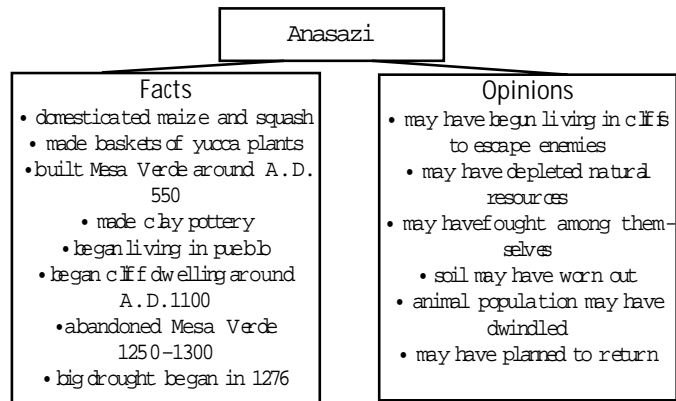 Anasazi
Facts
• domesticated maize and squash
• made baskets of yucca plants
• built Mesa Verde around A.D.
550
• made clay pottery
• began living in pueblo
• began cliff dwelling around
A.D.1100
• abandoned Mesa Verde
1250-1300
• big drought began in 1276
Opinions
• may have begun living in cliffs
to escape enemies
• may have depleted natural
resources
• may have fought among them-
selves
• soil may have worn out
• animal population may have
dwindled
• may have planned to return